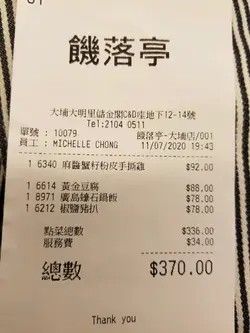 饑落亭
大埔大明里儲金閣C&D座地下12-14號
Tel:2104 0511
單號 : 10079 饑落亭-大埔店/001
員工 : MICHELLE CHONG 11/07/2020 19:43
1 6340 麻醬蟹籽粉皮手撕雞 $92.00
1 6614 黃金豆腐 $88.00
1 8971 廣島蠔石鍋飯 $78.00
1 6212 椒鹽豬扒 $78.00
點菜總數 $336.00
服務費 $34.00
總數 $370.00
Thank you